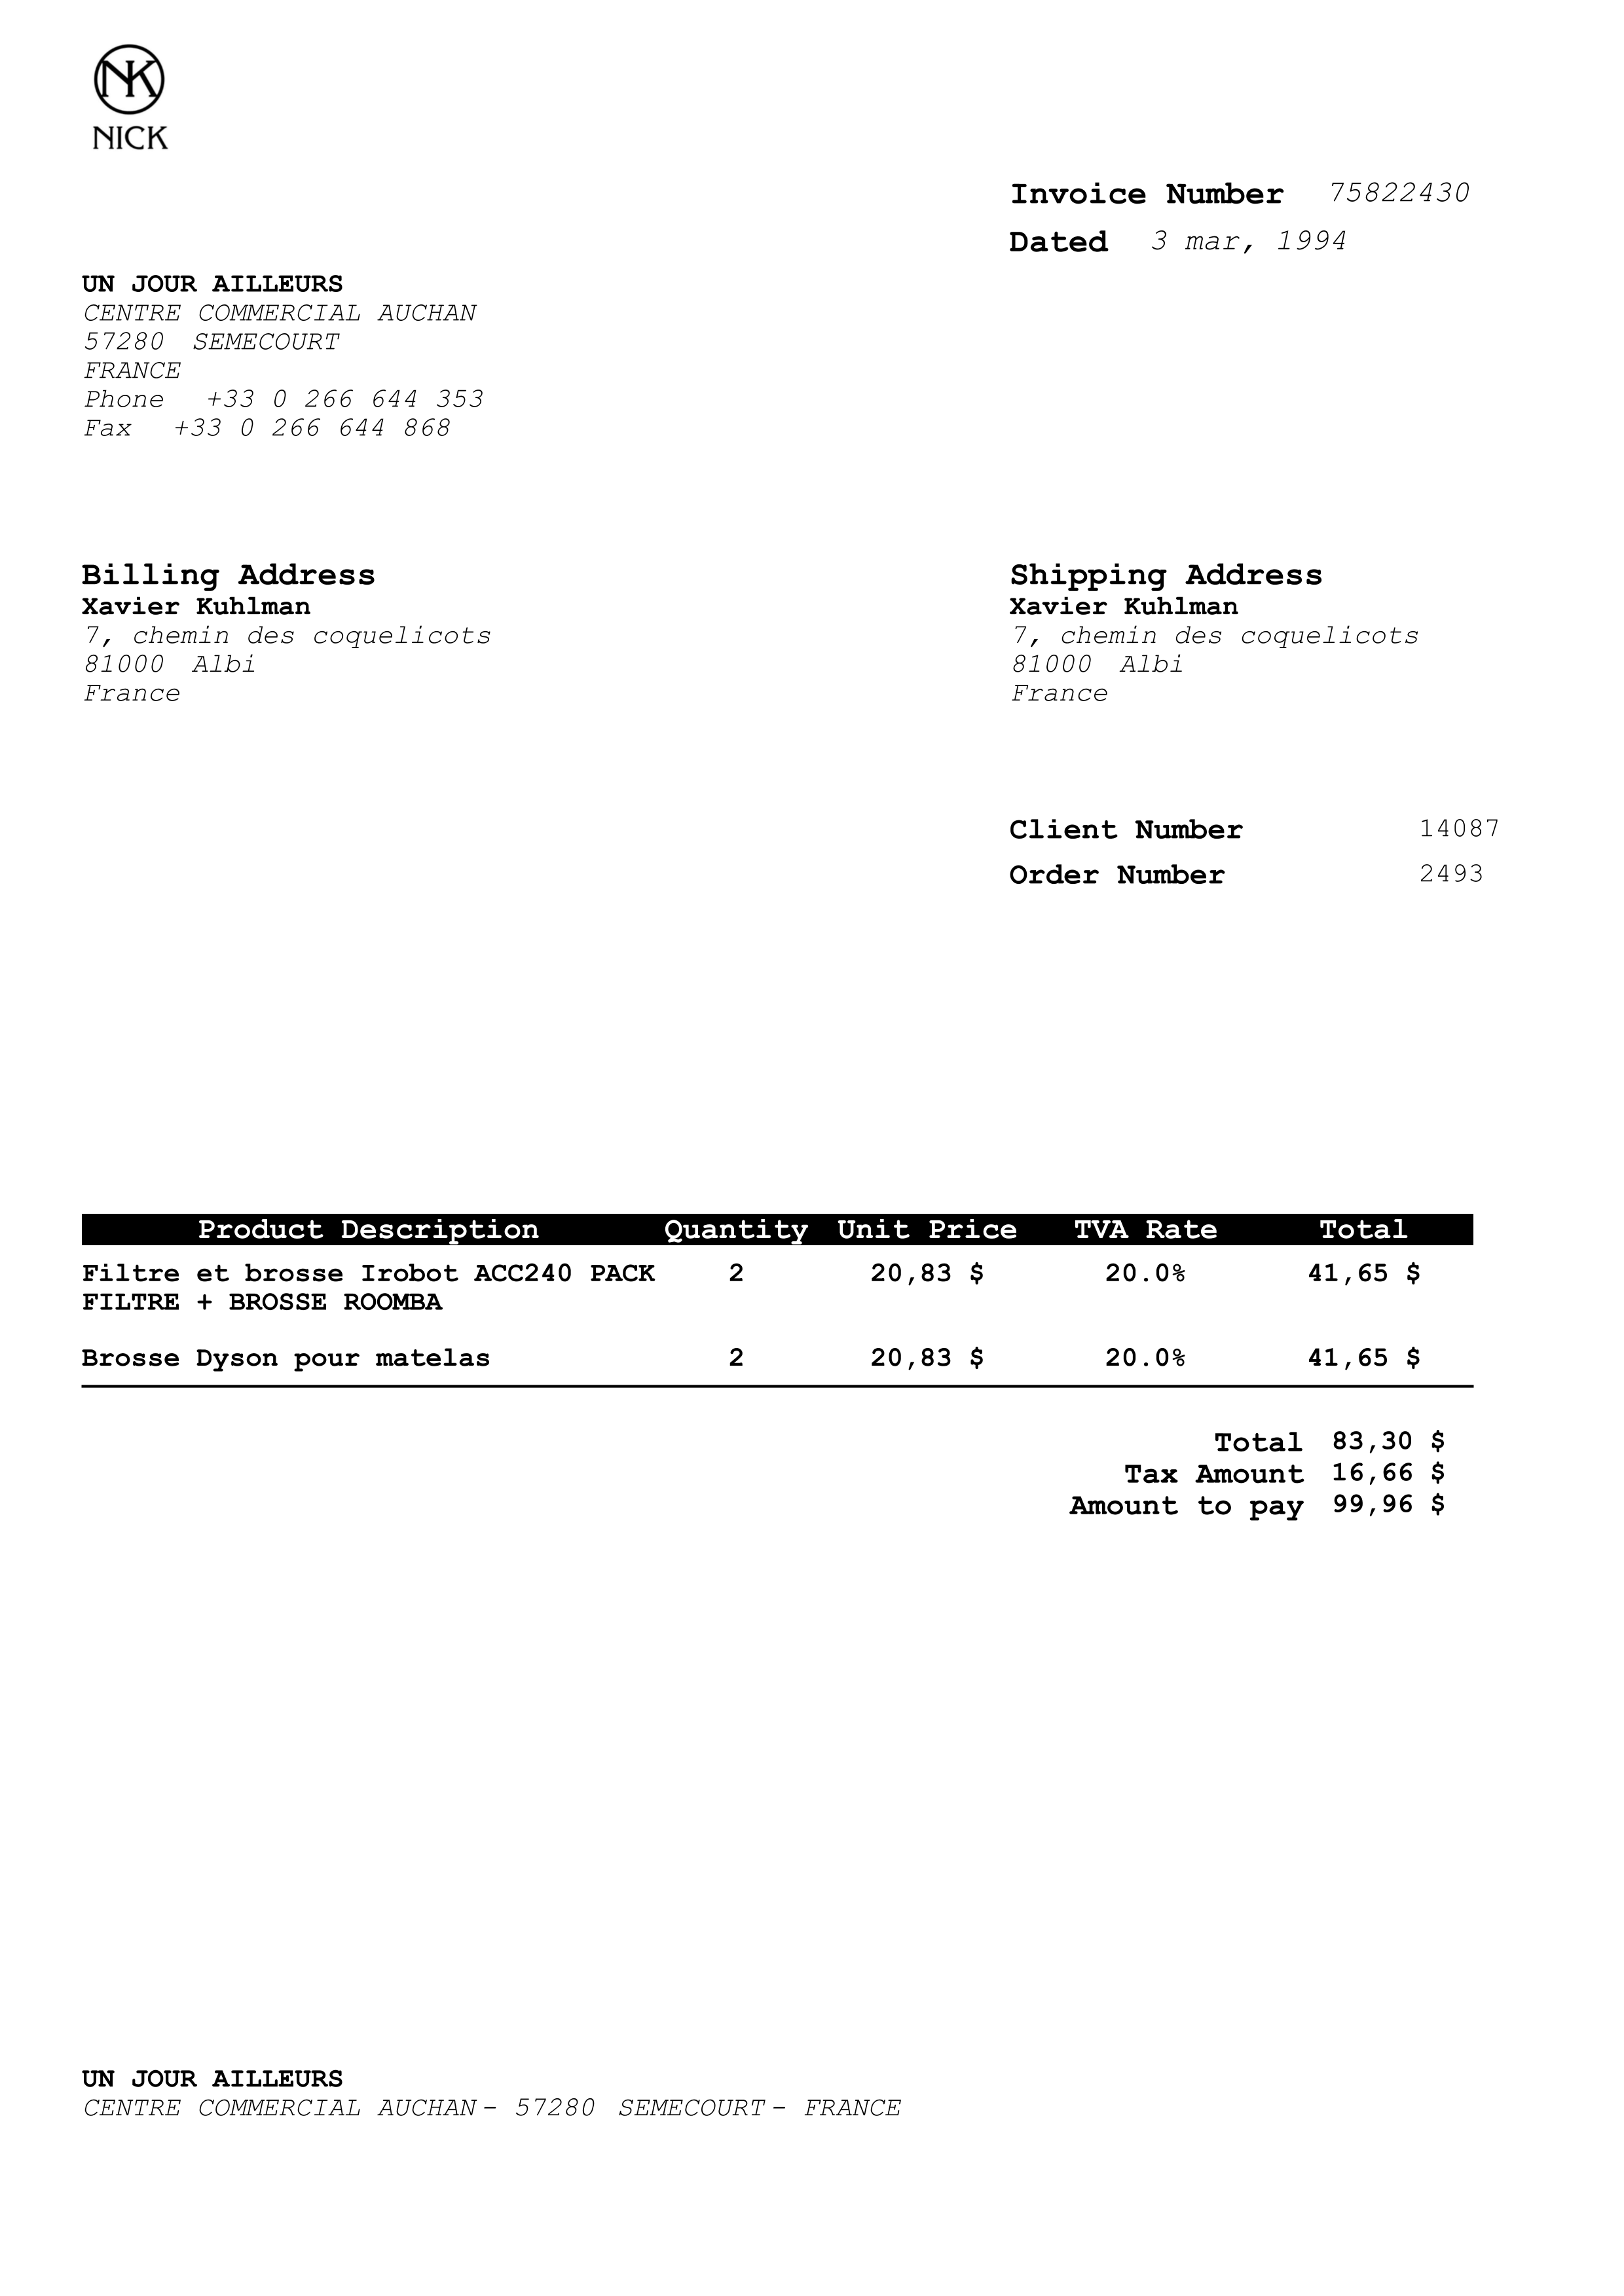 NK
NICK
Invoice Number 75822430
Dated 3 mar, 1994
UN JOUR AILLEURS
CENTRE COMMERCIAL AUCHAN
57280 SEMECOURT
FRANCE
Phone +33 0 266 644 353
Fax +33 0 266 644 868
Billing Address
Xavier Kuhlman
7, chemin des coquelicots
81000 Albi
France
Shipping Address
Xavier Kuhlman
7, chemin des coquelicots
81000 Albi
France
Client Number 14087
Order Number 2493
Product Description Quantity Unit Price TVA Rate Total
Filtre et brosse Irobot ACC240 PACK 2 20,83 $ 20.0% 41,65 $
FILTRE + BROSSE ROOMBA
Brosse Dyson pour matelas 2 20,83 $ 20.0% 41,65 $
Total 83,30 $
Tax Amount 16,66 $
Amount to pay 99,96 $
UN JOUR AILLEURS
CENTRE COMMERCIAL AUCHAN - 57280 SEMECOURT - FRANCE